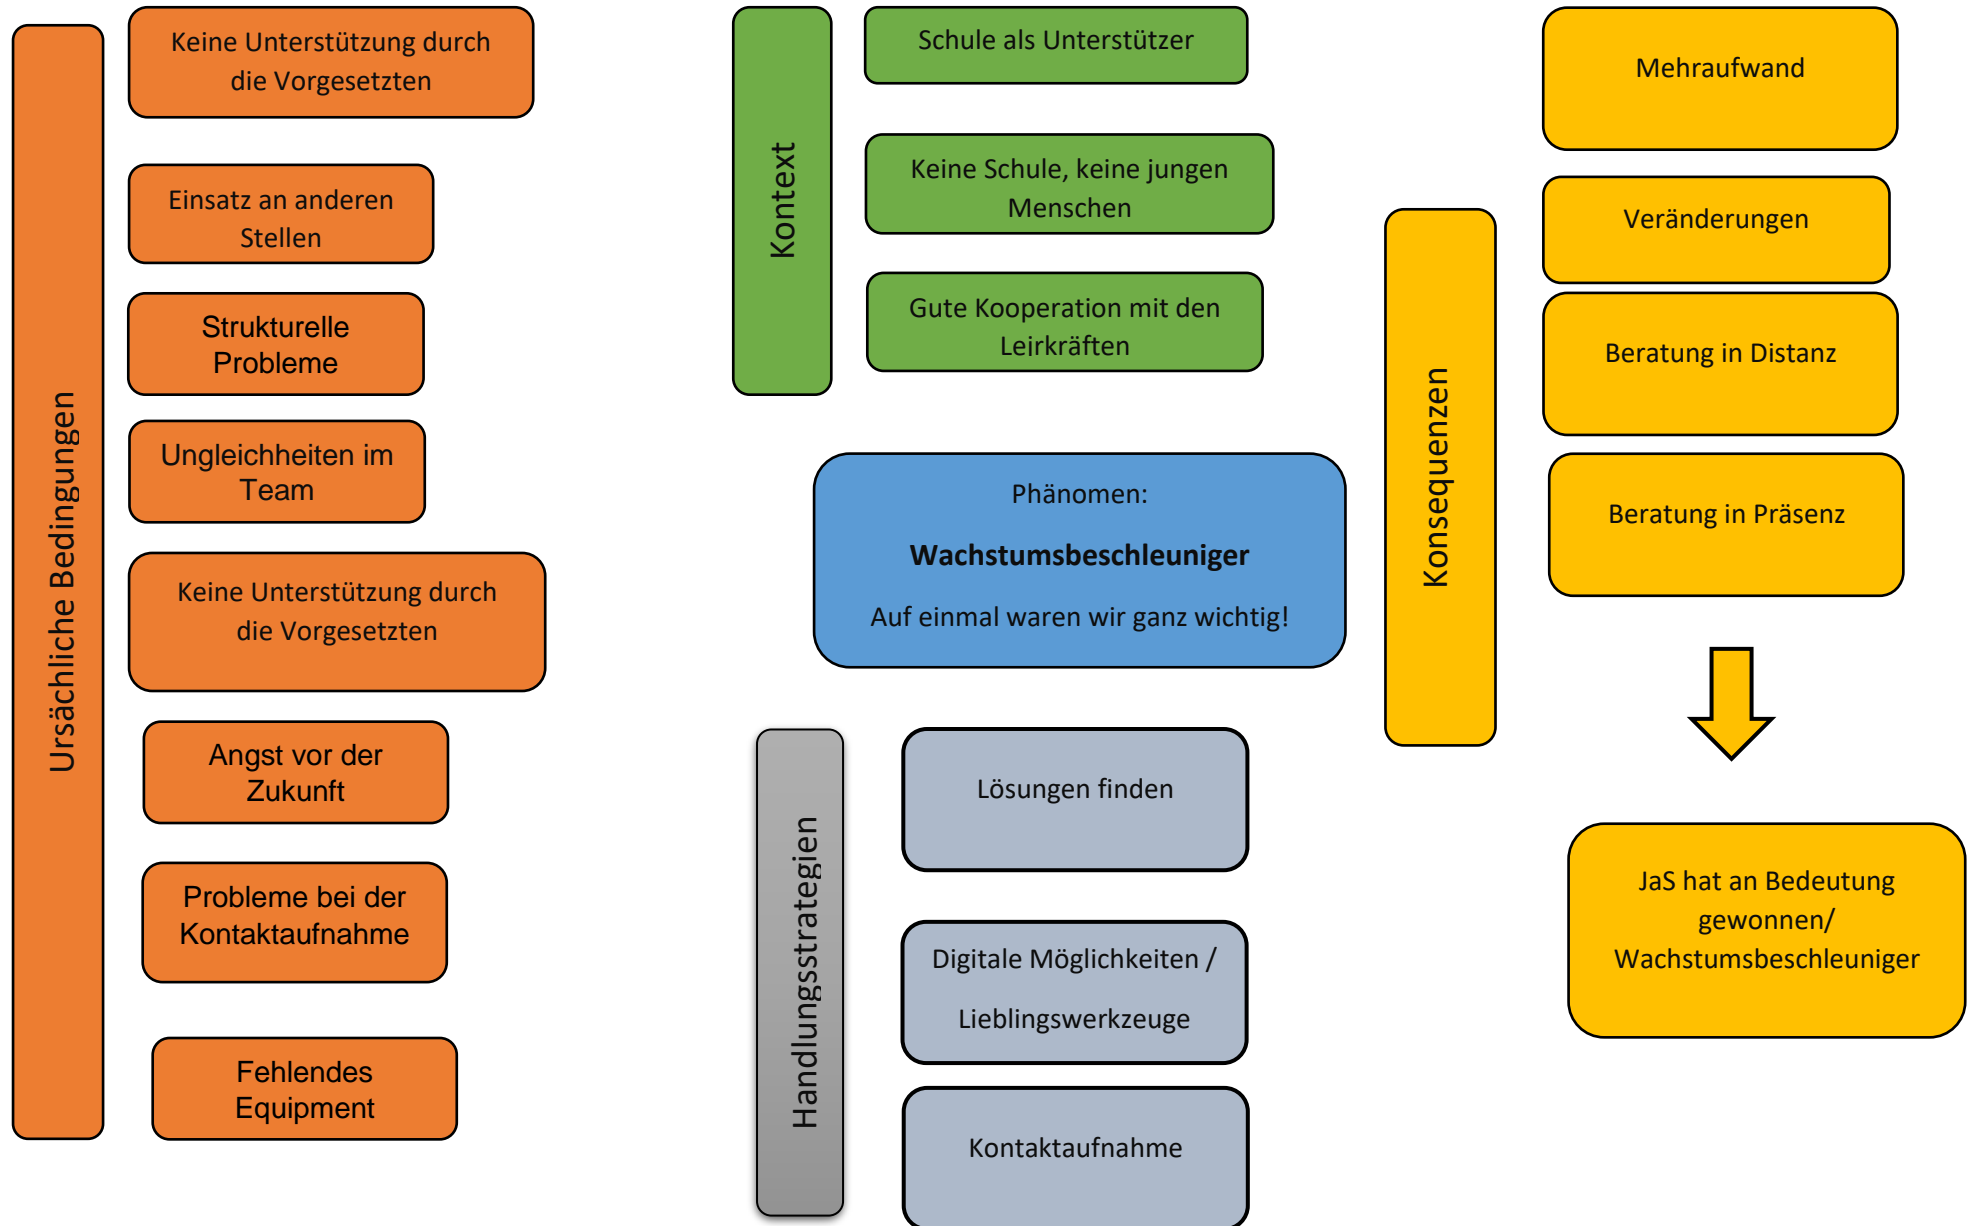 Ursächliche Bedingungen
Keine Unterstützung durch
die Vorgesetzten
Einsatz an anderen
Stellen
Strukturelle
Probleme
Ungleichheiten im
Team
Keine Unterstützung durch
die Vorgesetzten
Angst vor der
Zukunft
Probleme bei der
Kontaktaufnahme
Fehlendes
Equipment
Kontext
Schule als Unterstützer
Keine Schule, keine jungen
Menschen
Gute Kooperation mit den
Leirkräften
Phänomen:
Wachstumsbeschleuniger
Auf einmal waren wir ganz wichtig!
Handlungsstrategien
Lösungen finden
Digitale Möglichkeiten /
Lieblingswerkzeuge
Kontaktaufnahme
Konsequenzen
Mehraufwand
Veränderungen
Beratung in Distanz
Beratung in Präsenz
JaS hat an Bedeutung
gewonnen/
Wachstumsbeschleuniger